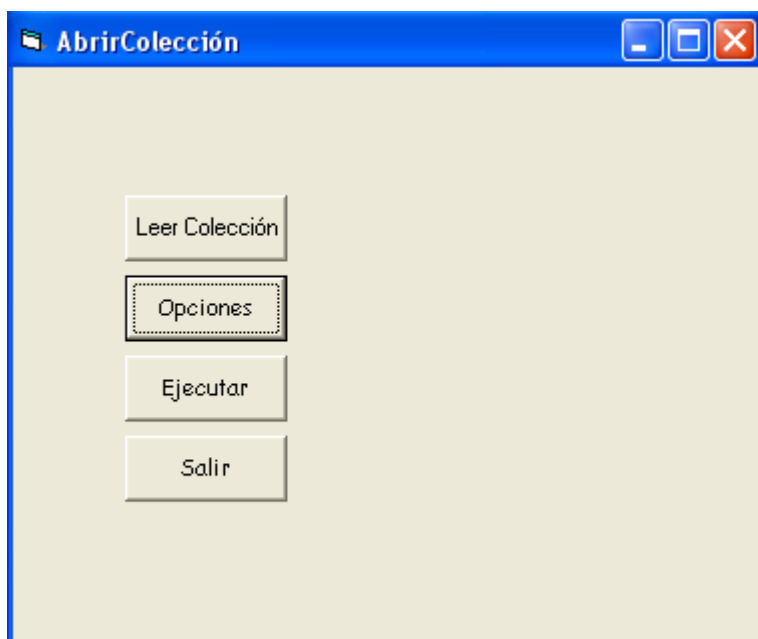 AbrirColección
Leer Colección
Opciones
Ejecutar
Salir